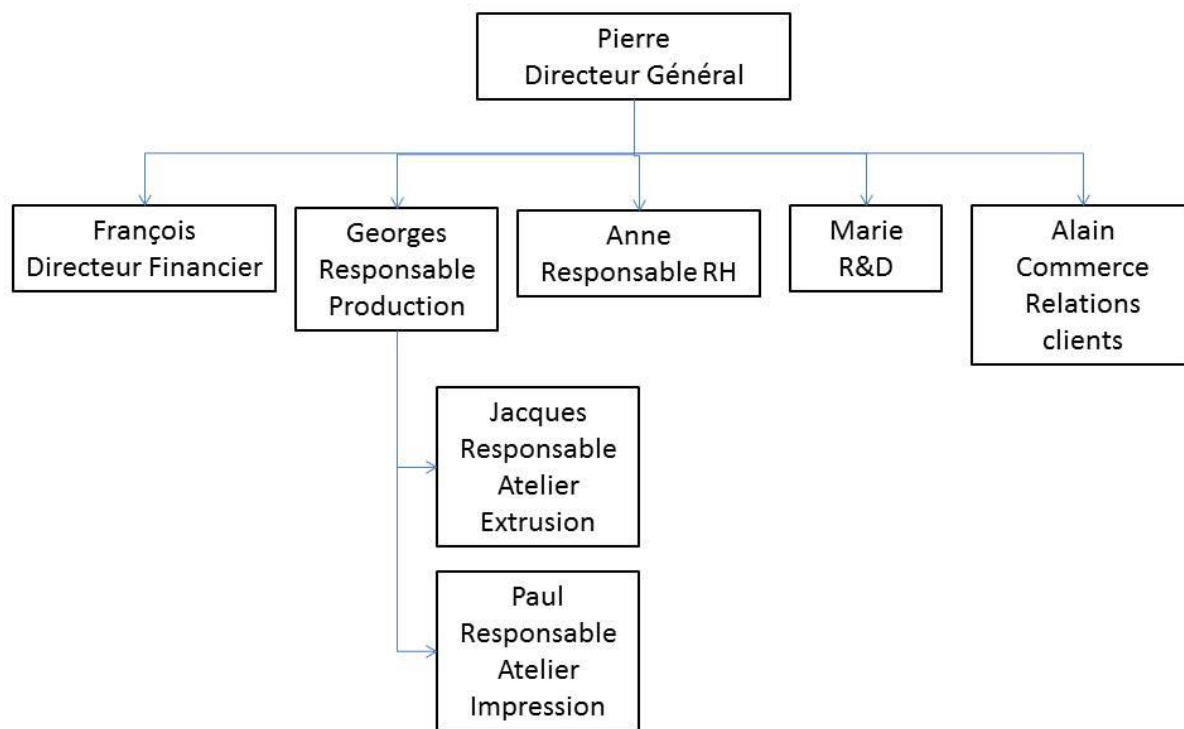 Pierre
Directeur Général
François
Directeur Financier
Georges
Responsable
Production
Anne
Responsable RH
Marie
R&D
Alain
Commerce
Relations
clients
Jacques
Responsable
Atelier
Extrusion
Paul
Responsable
Atelier
Impression